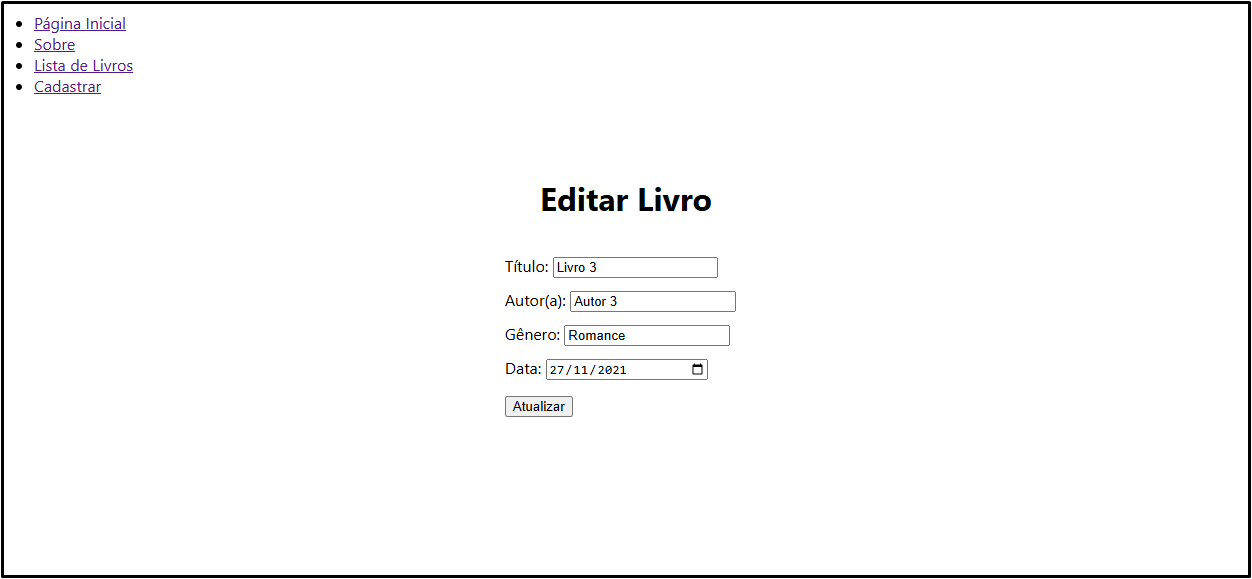 Página Inicial
Sobre
Lista de Livros
Cadastrar
Editar Livro
Título: Livro 3
Autor(a): Autor 3
Gênero: Romance
Data: 27/11/2021
Atualizar